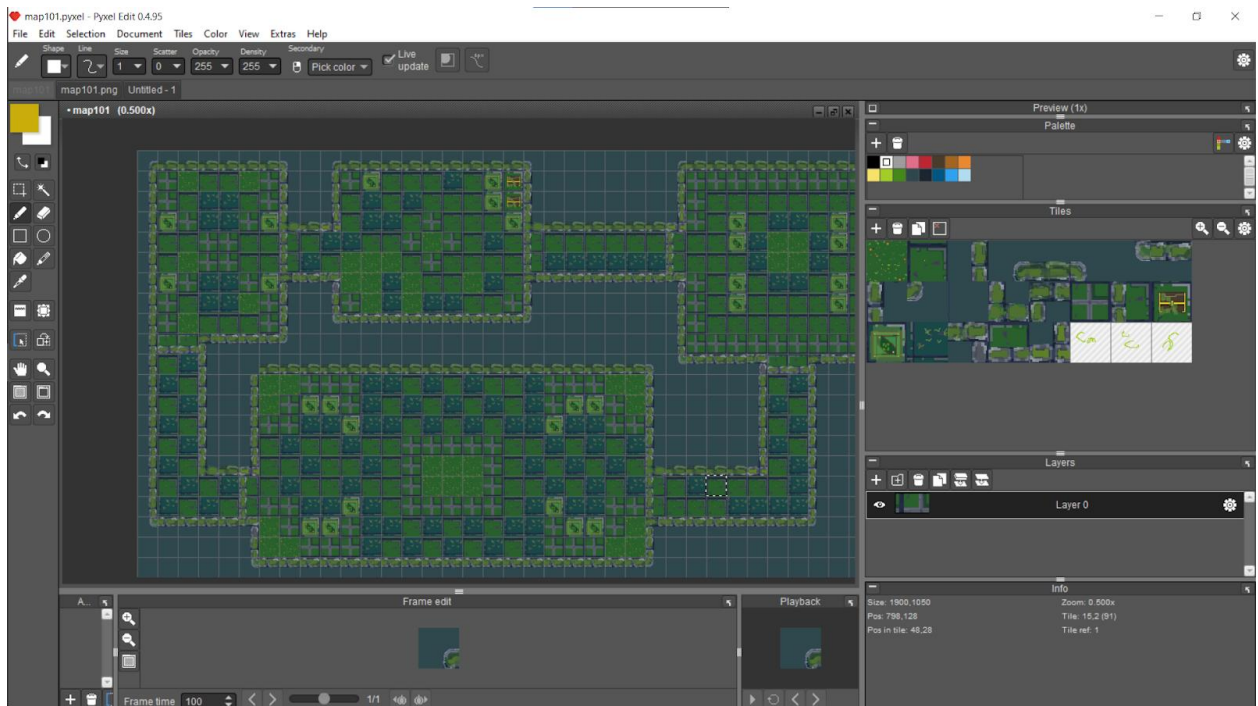 map101.pyxel - Pyxel Edit 0.4.95
File Edit Selection Document Tiles Color View Extras Help
Shape Line Size Scatter Opacity Density Secondary
1 0 255 255 Pick color Live update
map101 map101.png Untitled - 1
• map101 (0.500x)
Preview (1x)
Palette
Tiles
Layers
Layer 0
Info
Size: 1900,1050 Zoom: 0.500x
Pos: 798,128 Tile: 15,2 (91)
Pos in tile: 48,28 Tile ref: 1
A... Frame edit Playback
Frame time 100 1/1